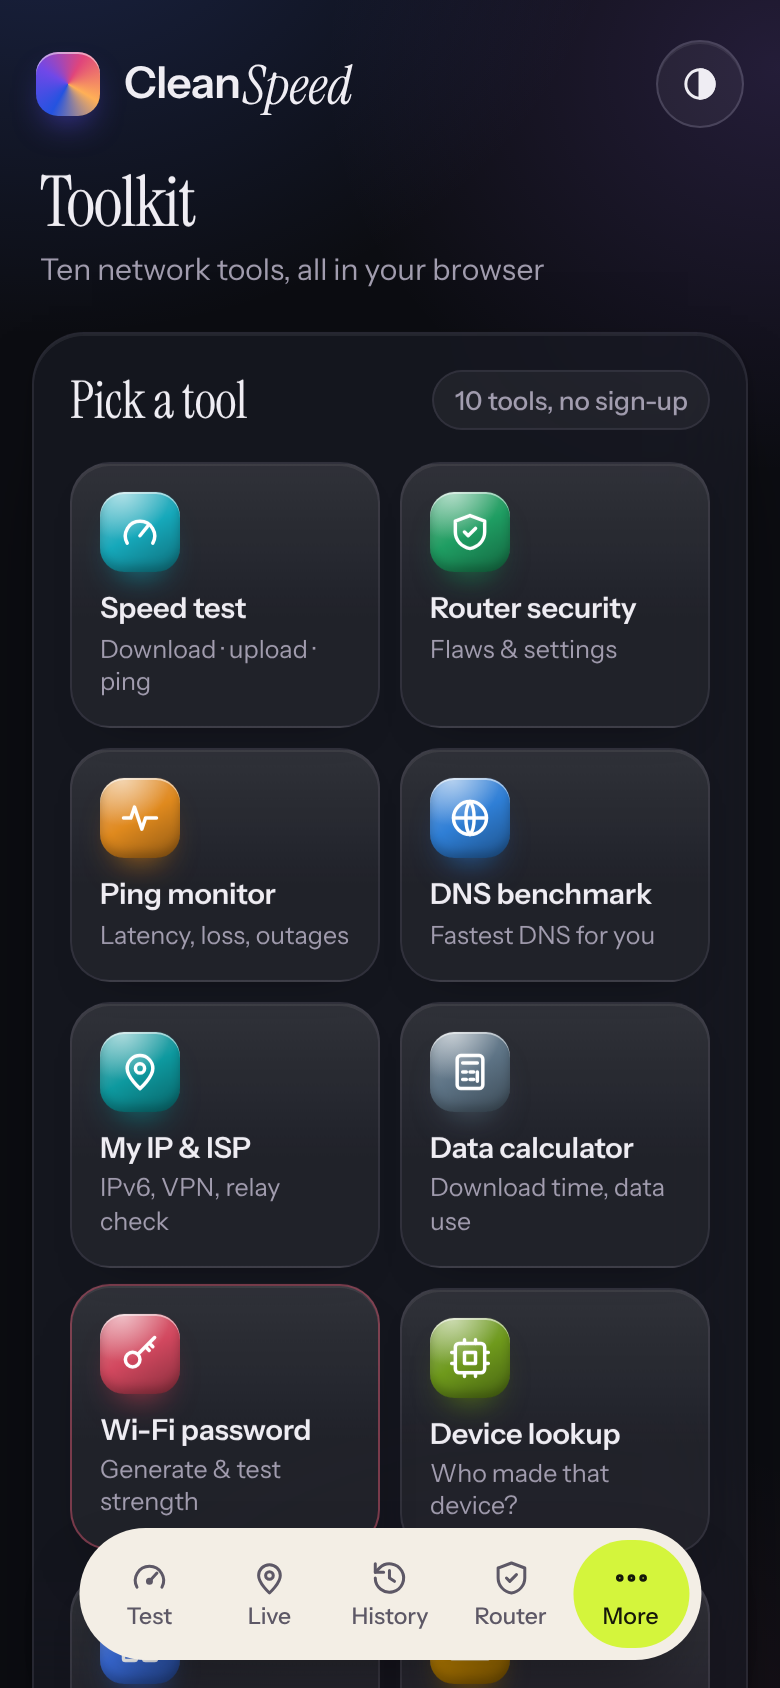 CleanSpeed
Toolkit
Ten network tools, all in your browser
Pick a tool
10 tools, no sign-up
Speed test
Download · upload ·
ping
Router security
Flaws & settings
Ping monitor
Latency, loss, outages
DNS benchmark
Fastest DNS for you
My IP & ISP
IPv6, VPN, relay
check
Data calculator
Download time, data
use
Wi-Fi password
Generate & test
strength
Device lookup
Who made that
device?
Test
Live
History
Router
More